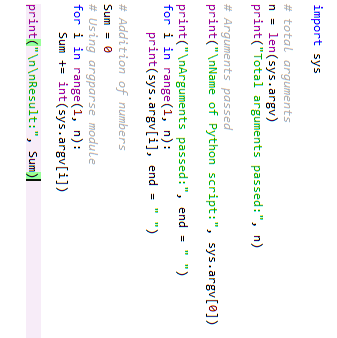 import sys
# total arguments
n = len(sys.argv)
print("Total arguments passed:", n)
# Arguments passed
print("\nName of Python script:", sys.argv[0])
print("\nArguments passed:", end = " ")
for i in range(1, n):
    print(sys.argv[i], end = " ")
# Addition of numbers
Sum = 0
# Using argparse module
for i in range(1, n):
    Sum += int(sys.argv[i])
print("\n\nResult:", Sum)